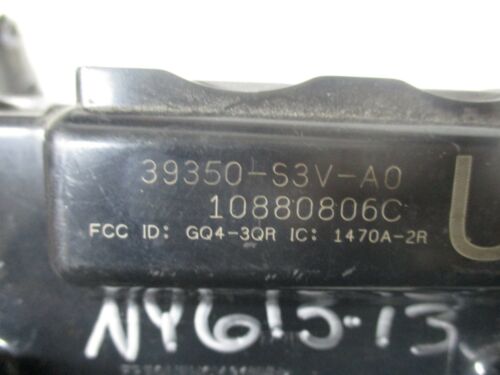 39350-S3V-A0
10880806C
U
FCC ID: GQ4-3QR IC: 1470A-2R
NY615-13